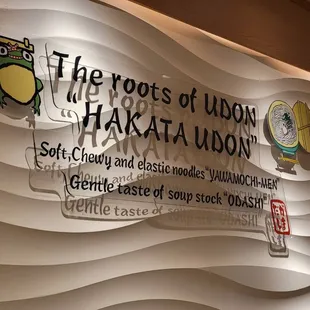 The roots of UDON
"HAKATA UDON"
Soft,Chewy and elastic noodles "YAWAMOCHI-MEN"
Gentle taste of soup stock "ODASHI"